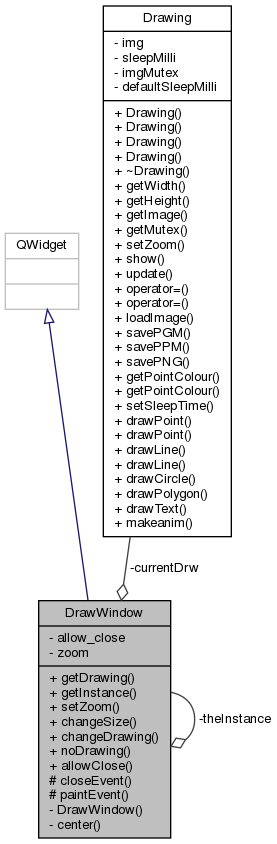 Drawing
- img
- sleepMilli
- imgMutex
- defaultSleepMilli
+ Drawing()
+ Drawing()
+ Drawing()
+ Drawing()
+ ~Drawing()
+ getWidth()
+ getHeight()
+ getImage()
+ getMutex()
+ setZoom()
+ show()
+ update()
+ operator=()
+ operator=()
+ loadImage()
+ savePGM()
+ savePPM()
+ savePNG()
+ getPointColour()
+ getPointColour()
+ setSleepTime()
+ drawPoint()
+ drawPoint()
+ drawLine()
+ drawLine()
+ drawCircle()
+ drawPolygon()
+ drawText()
+ makeanim()
QWidget
-currentDrw
DrawWindow
- allow_close
- zoom
+ getDrawing()
+ getInstance()
+ setZoom()
+ changeSize()
+ changeDrawing()
+ noDrawing()
+ allowClose()
# closeEvent()
# paintEvent()
- DrawWindow()
- center()
-theInstance